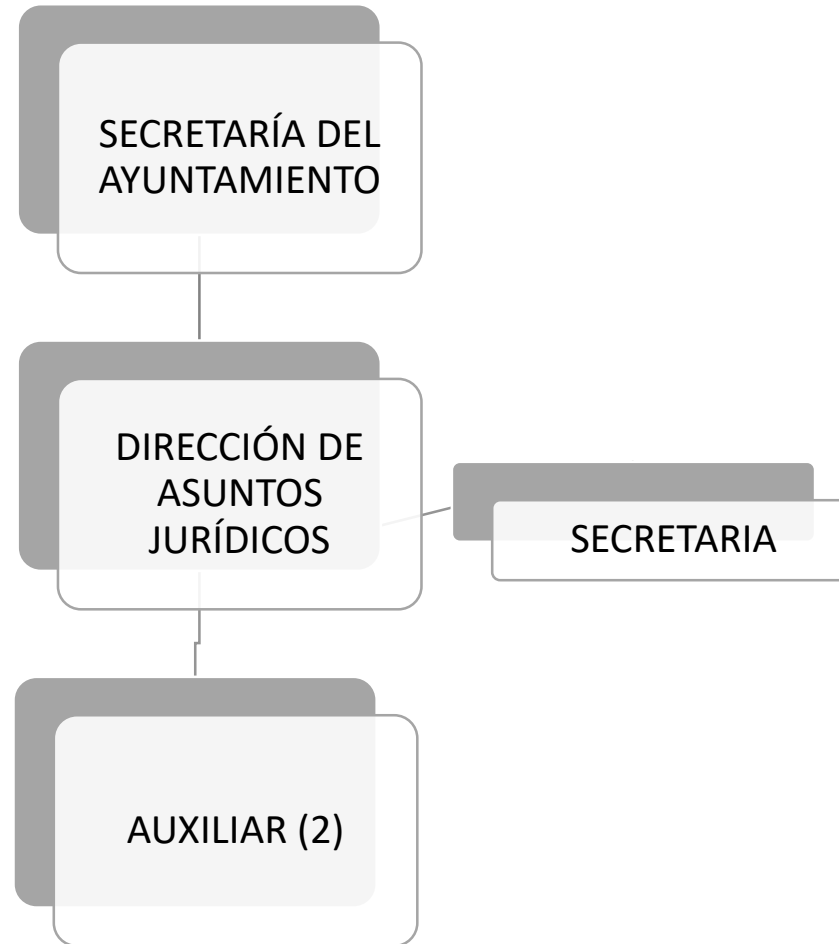 SECRETARÍA DEL
AYUNTAMIENTO
DIRECCIÓN DE
ASUNTOS
JURÍDICOS
SECRETARIA
AUXILIAR (2)